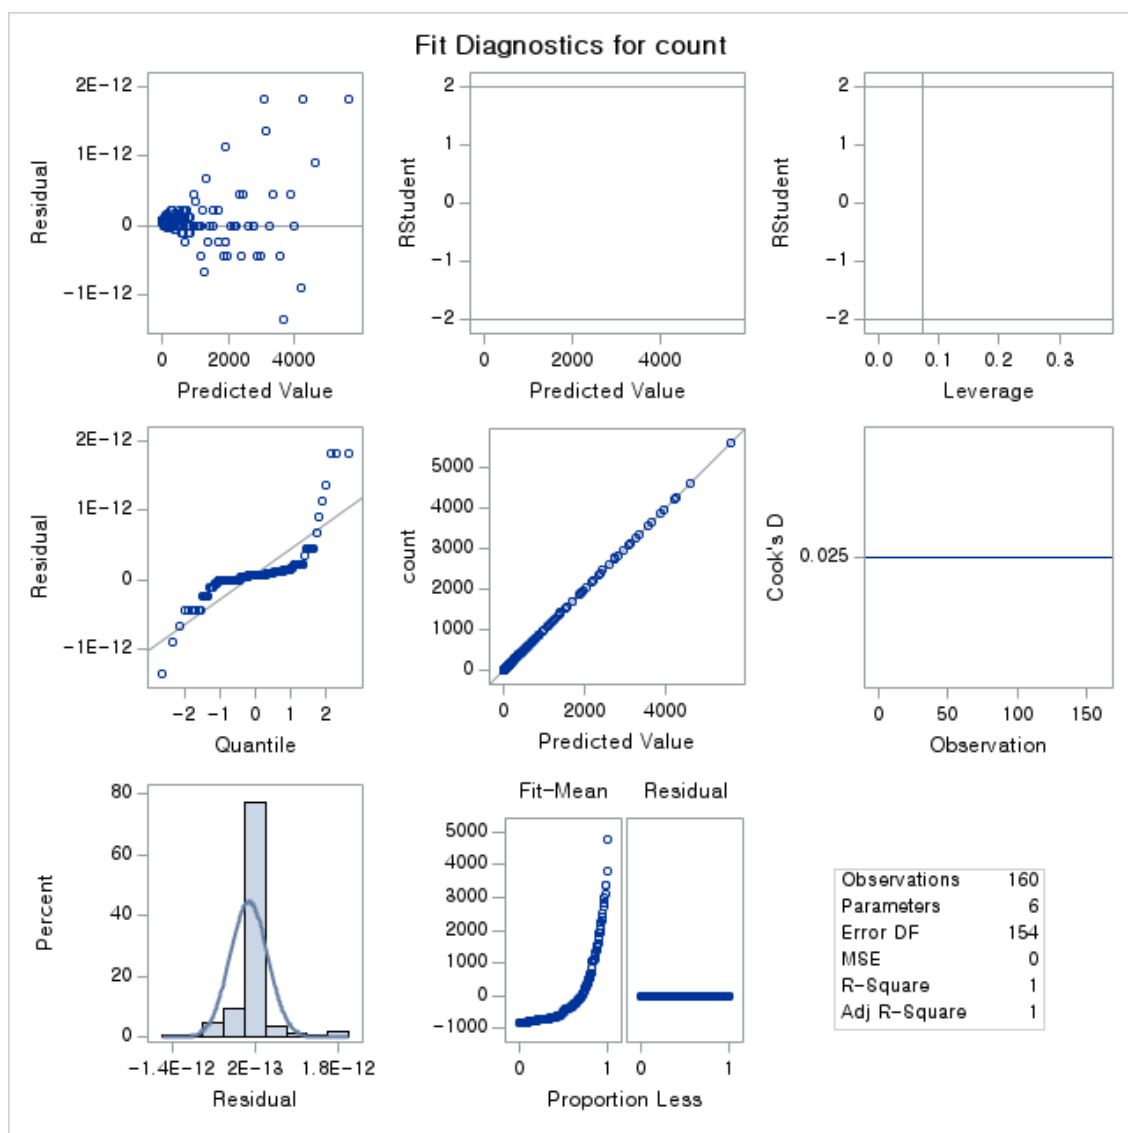 Fit Diagnostics for count
2E-12
1E-12
0
-1E-12
Residual
0 2000 4000
Predicted Value
2
1
0
-1
-2
RStudent
0 2000 4000
Predicted Value
2
1
0
-1
-2
RStudent
0.0 0.1 0.2 0.3
Leverage
2E-12
1E-12
0
-1E-12
Residual
-2 -1 0 1 2
Quantile
5000
4000
3000
2000
1000
0
count
0 2000 4000
Predicted Value
0.025
Cook's D
0 50 100 150
Observation
80
60
40
20
0
Percent
-1.4E-12 2E-13 1.8E-12
Residual
Fit-Mean Residual
5000
4000
3000
2000
1000
0
-1000
0 1 0 1
Proportion Less
Observations 160
Parameters 6
Error DF 154
MSE 0
R-Square 1
Adj R-Square 1